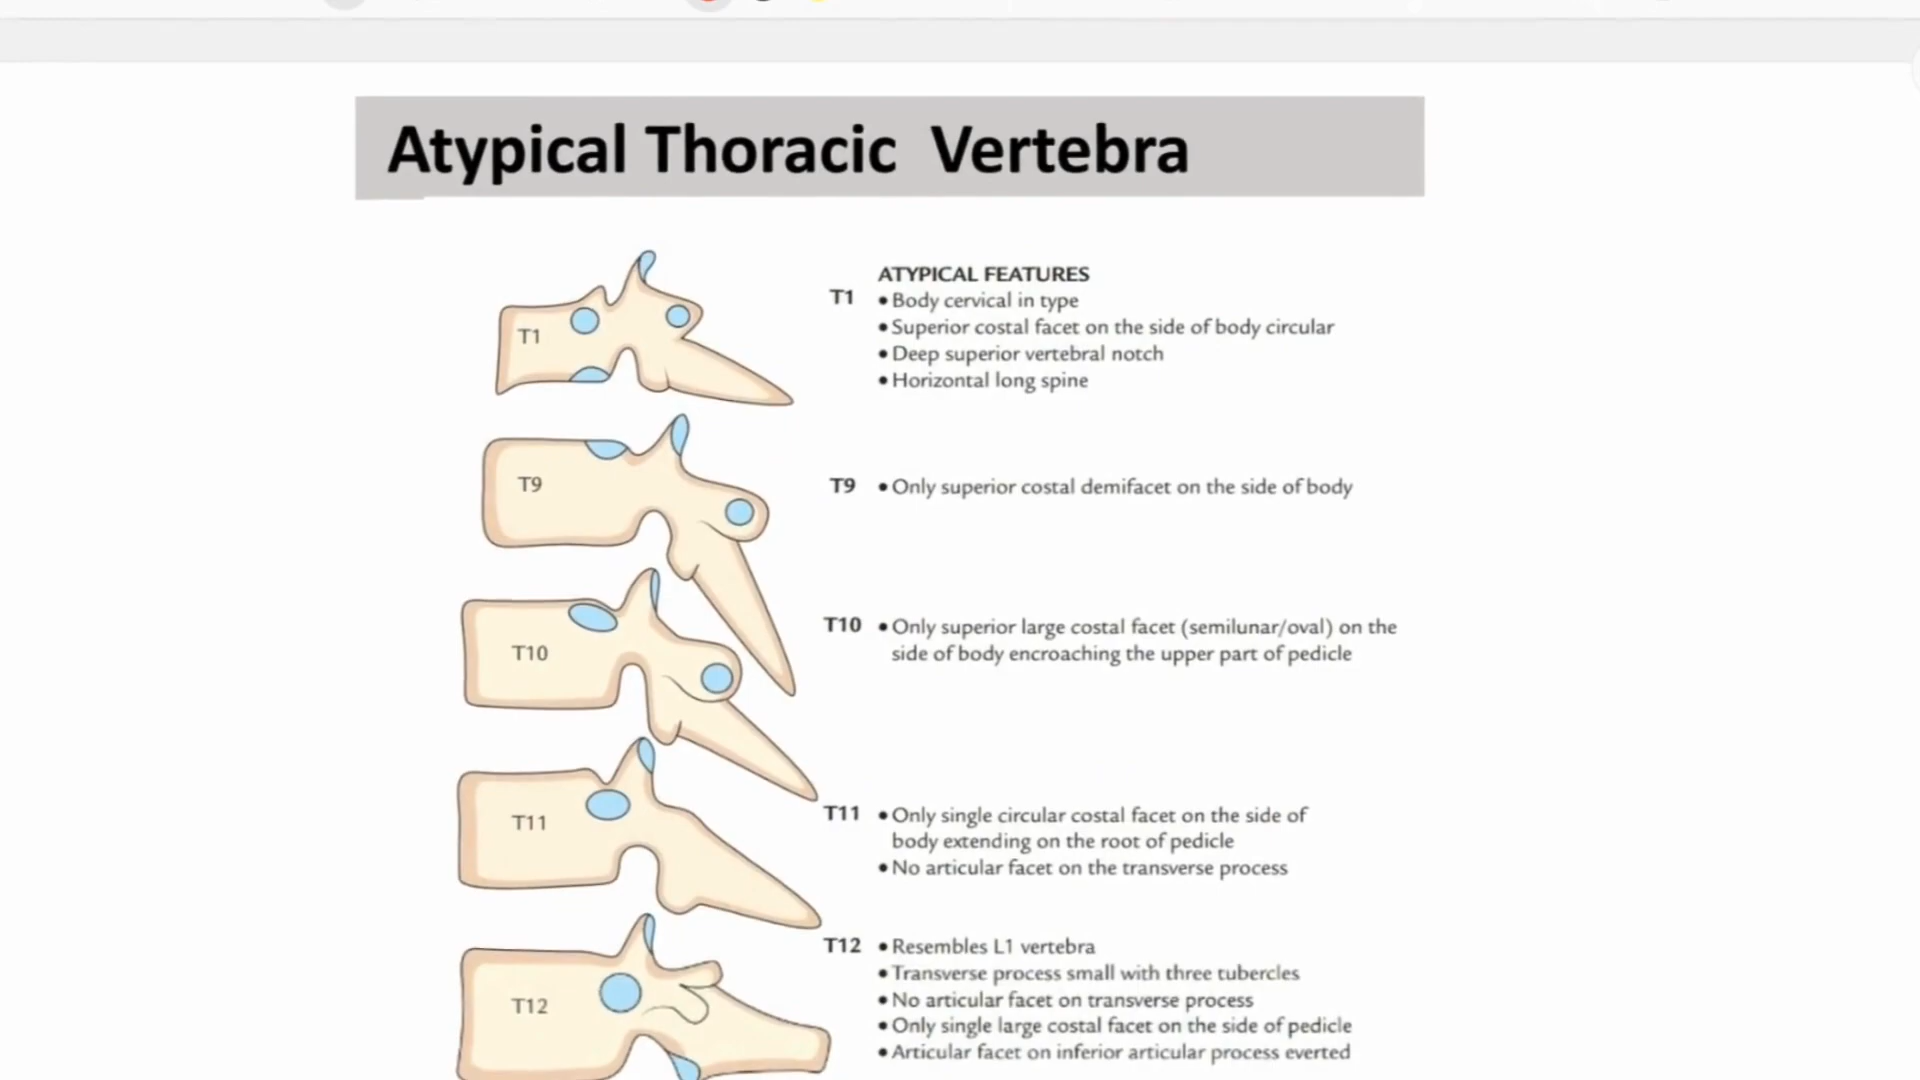 Atypical Thoracic Vertebra
ATYPICAL FEATURES
T1 • Body cervical in type
• Superior costal facet on the side of body circular
• Deep superior vertebral notch
• Horizontal long spine
T1
T9 • Only superior costal demifacet on the side of body
T9
T10 • Only superior large costal facet (semilunar/oval) on the
side of body encroaching the upper part of pedicle
T10
T11 • Only single circular costal facet on the side of
body extending on the root of pedicle
• No articular facet on the transverse process
T11
T12 • Resembles L1 vertebra
• Transverse process small with three tubercles
• No articular facet on transverse process
• Only single large costal facet on the side of pedicle
• Articular facet on inferior articular process everted
T12